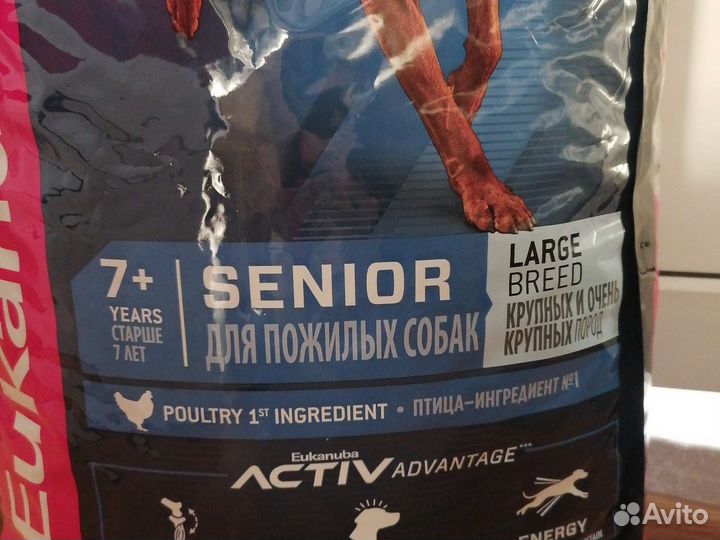 Eukanu
7+
YEARS
СТАРШЕ
7 ЛЕТ
SENIOR
ДЛЯ ПОЖИЛЫХ СОБАК
LARGE
BREED
КРУПНЫХ И ОЧЕНЬ
КРУПНЫХ ПОРОД
POULTRY 1ST INGREDIENT • ПТИЦА–ИНГРЕДИЕНТ №1
Eukanuba
ACTIV ADVANTAGE***
ENERGY
Avito